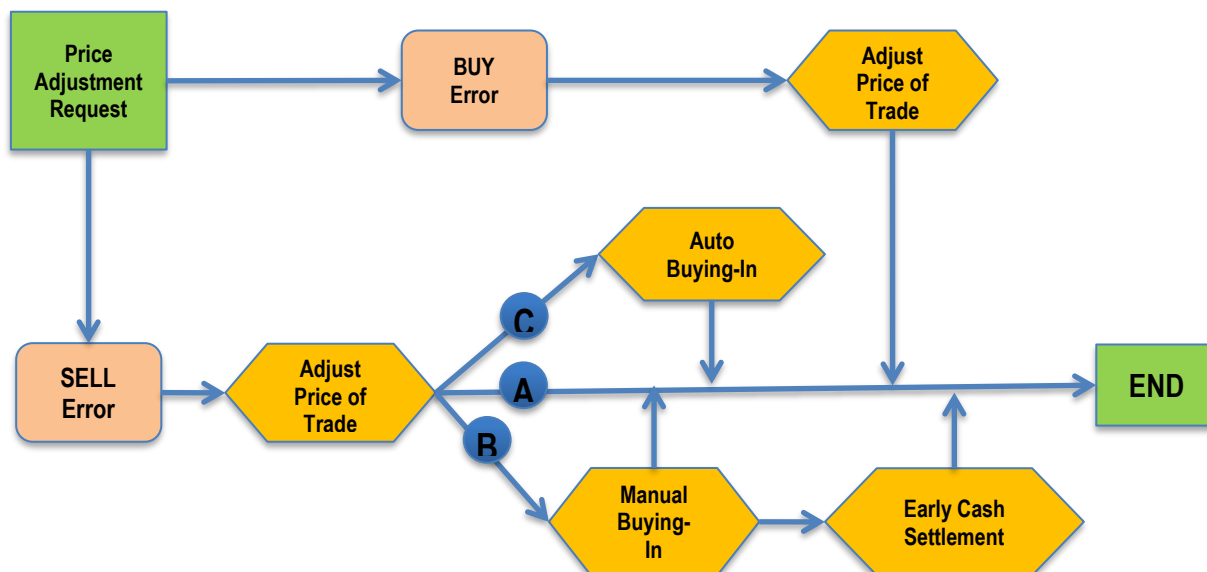 Price
Adjustment
Request
BUY
Error
Adjust
Price of
Trade
Auto
Buying-In
C
SELL
Error
Adjust
Price of
Trade
A
END
B
Manual
Buying-
In
Early Cash
Settlement